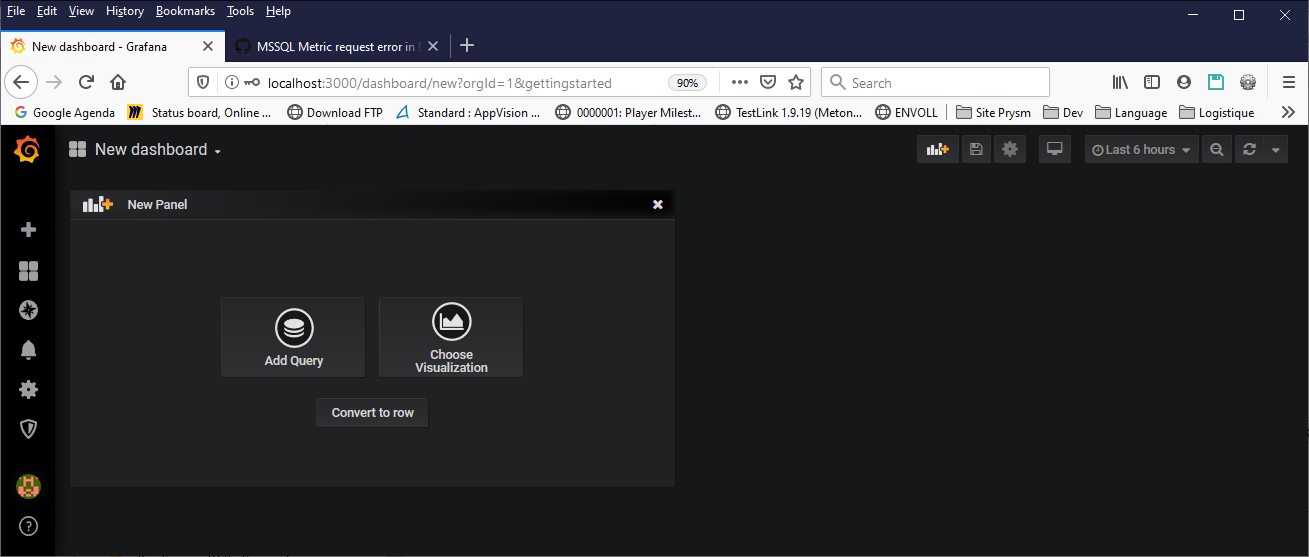 File Edit View History Bookmarks Tools Help
New dashboard - Grafana
MSSQL Metric request error in
localhost:3000/dashboard/new?orgId=1&gettingstarted
90%
Search
Google Agenda
Status board, Online ...
Download FTP
Standard : AppVision ...
0000001: Player Milest...
TestLink 1.9.19 (Meton...
ENVOLL
Site Prysm
Dev
Language
Logistique
New dashboard
Last 6 hours
New Panel
Add Query
Choose
Visualization
Convert to row